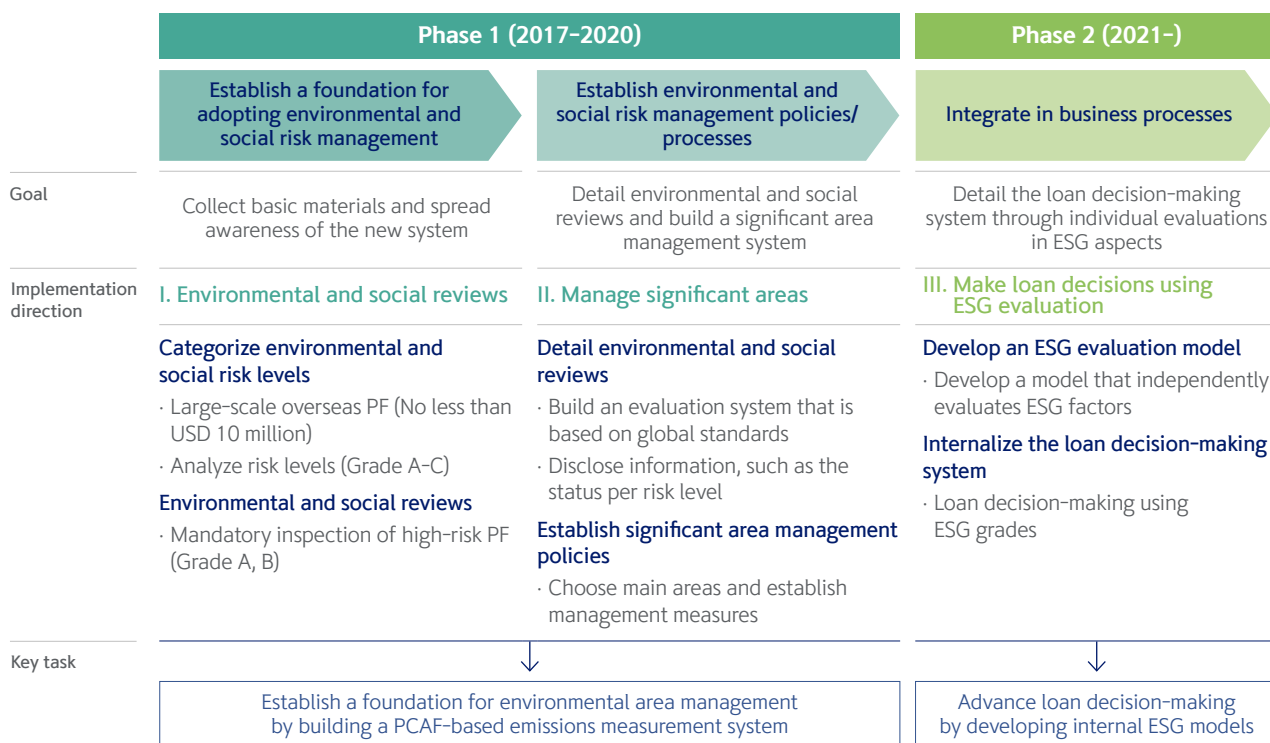 Phase 1 (2017-2020)
Phase 2 (2021-)
Establish a foundation for
adopting environmental and
social risk management
Establish environmental and
social risk management policies/
processes
Integrate in business processes
Goal
Collect basic materials and spread
awareness of the new system
Detail environmental and social
reviews and build a significant area
management system
Detail the loan decision-making
system through individual evaluations
in ESG aspects
Implementation
direction
I. Environmental and social reviews
II. Manage significant areas
III. Make loan decisions using
ESG evaluation
Categorize environmental and
social risk levels
· Large-scale overseas PF (No less than
USD 10 million)
· Analyze risk levels (Grade A-C)
Environmental and social reviews
· Mandatory inspection of high-risk PF
(Grade A, B)
Detail environmental and social
reviews
· Build an evaluation system that is
based on global standards
· Disclose information, such as the
status per risk level
Establish significant area management
policies
· Choose main areas and establish
management measures
Develop an ESG evaluation model
· Develop a model that independently
evaluates ESG factors
Internalize the loan decision-making
system
· Loan decision-making using
ESG grades
Key task
Establish a foundation for environmental area management
by building a PCAF-based emissions measurement system
Advance loan decision-making
by developing internal ESG models